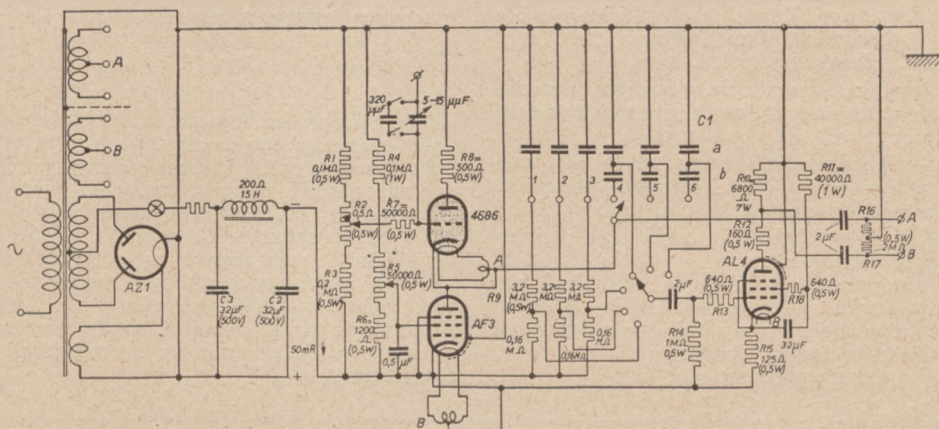 A
B
~
AZ1
200Ω
15 H
C3
32µF
(500V)
C2
32µF
(500V)
−
+
50mA
R1
0,1MΩ
(0,5W)
R2
0,5Ω
(0,5W)
R3
0,2
MΩ
(0,5W)
R4
0,1MΩ
(1W)
R7=
50000Ω
(0,5W)
R5
50000Ω
(0,5W)
R6=
1200
Ω
(0,5W)
0,5µF
320
µµF
5-15 µµF
R8=
500Ω
(0,5W)
4686
A
R9
AF3
B
1
2
3
4
5
6
C1
a
b
3,2
MΩ
(0,5W)
3,2
MΩ
3,2
MΩ
0,16
MΩ
0,16MΩ
0,16
MΩ
2µF
R14
1MΩ
0,5W
640Ω
(0,5W)
R13
R10=
6800
Ω
7W
R12
160Ω
(0,5W)
AL4
R11=
40000Ω
(1W)
640Ω
(0,5W)
R18
B
32µF
R15
125Ω
(0,5W)
2µF
R16
(0,5W)
2MΩ
R17
A
B